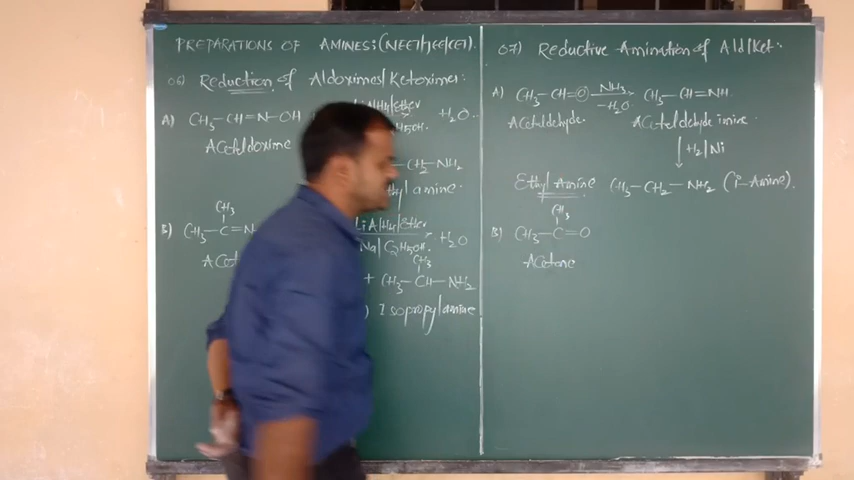 PREPARATIONS OF AMINES: (NEET/JEE/CET).
06) Reduction of Aldoximes/Ketoximes:
A) CH3–CH=N–OH LiAlH4/Ether +H2O
Acetaldoxime
–CH2–NH2
amine
CH3
B) CH3–C=N LiAlH4/Ether +H2O
Na/C2H5OH.
CH3
+ CH3–CH–NH2
Isopropylamine
07) Reductive Amination of Ald/Ket:
A) CH3–CH=O NH3 –H2O CH3–CH=NH
Acetaldehyde. Acetaldehyde imine.
+H2/Ni
Ethyl Amine CH3–CH2–NH2 (1°-Amine).
CH3
B) CH3–C=O
Acetone